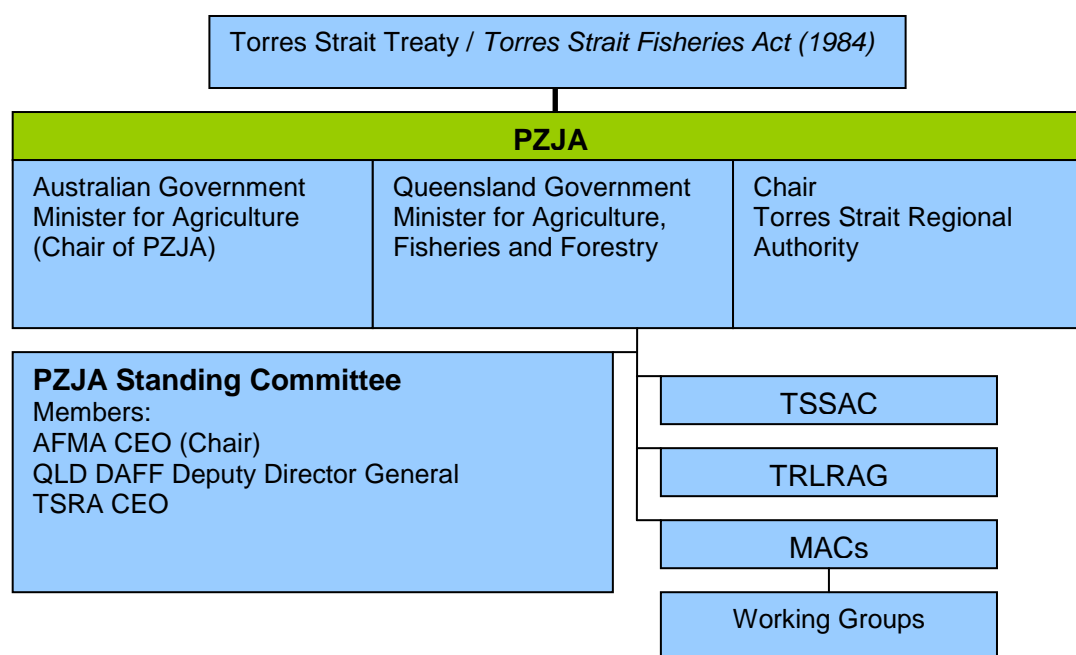 Torres Strait Treaty / Torres Strait Fisheries Act (1984)
PZJA
Australian Government
Minister for Agriculture
(Chair of PZJA)
Queensland Government
Minister for Agriculture,
Fisheries and Forestry
Chair
Torres Strait Regional
Authority
PZJA Standing Committee
Members:
AFMA CEO (Chair)
QLD DAFF Deputy Director General
TSRA CEO
TSSAC
TRLRAG
MACs
Working Groups